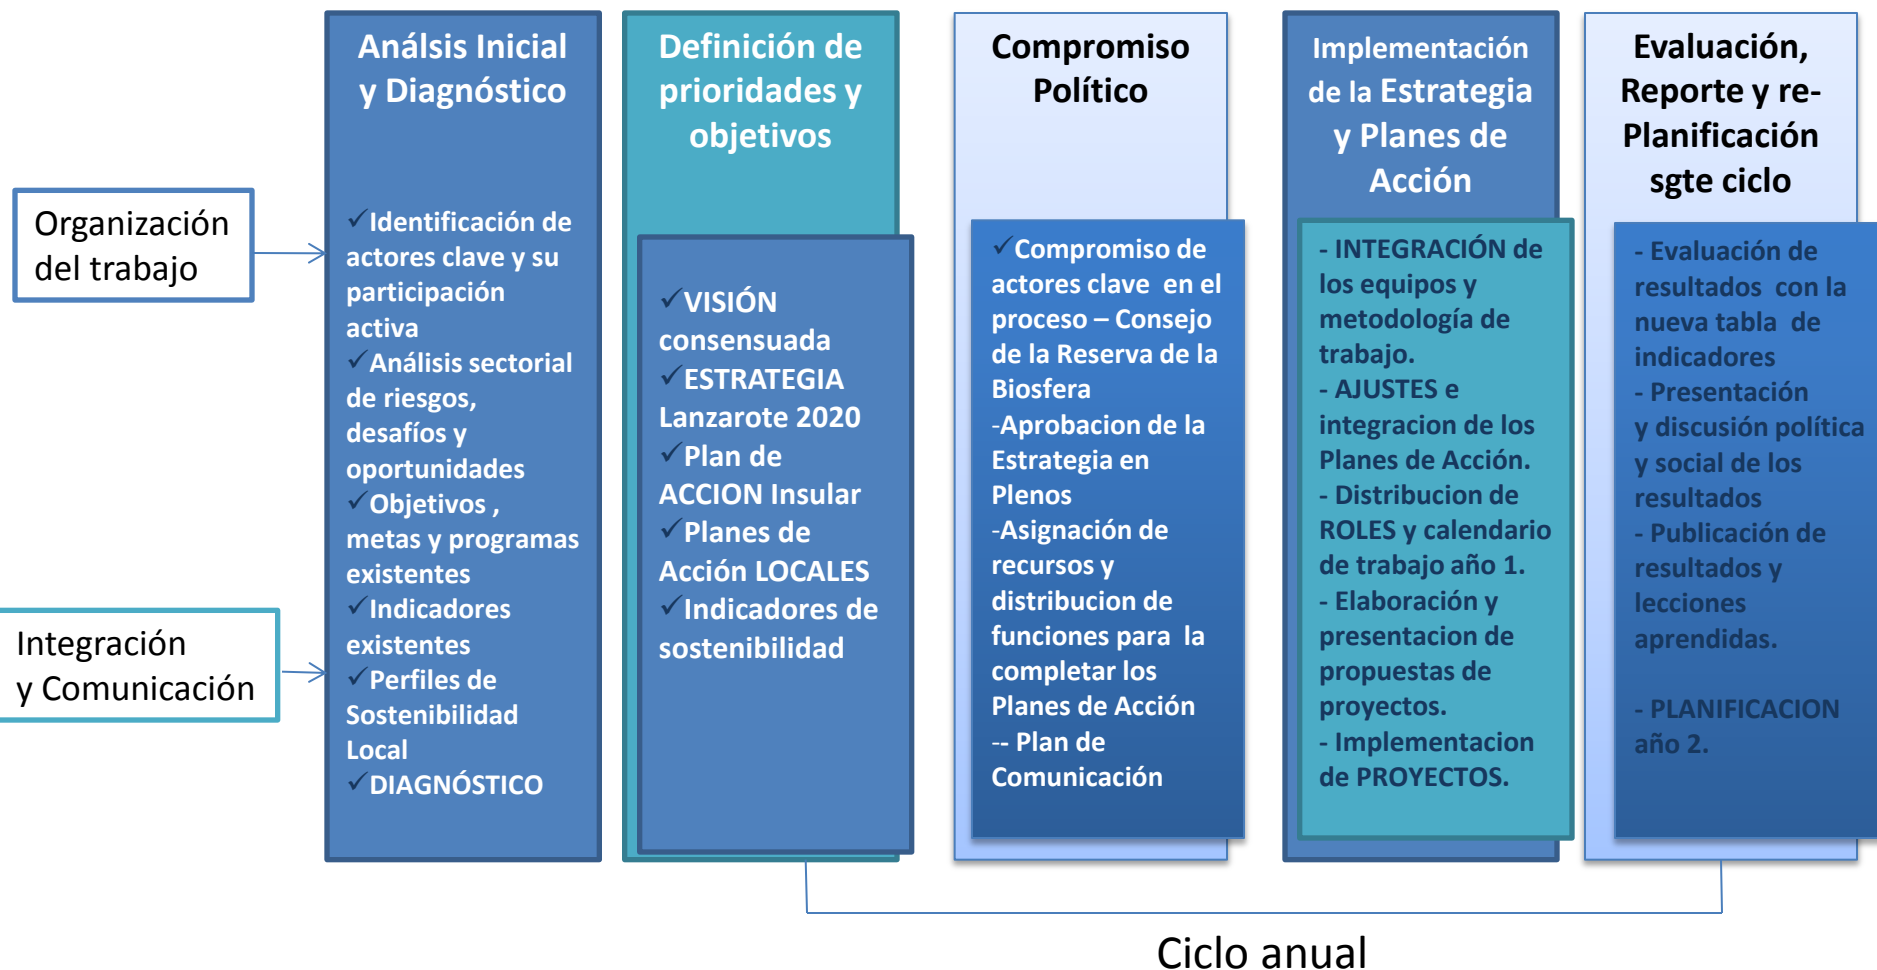 Organización
del trabajo
Integración
y Comunicación
Análsis Inicial
y Diagnóstico
✓Identificación de
actores clave y su
participación
activa
✓Análisis sectorial
de riesgos,
desafíos y
oportunidades
✓Objetivos ,
metas y programas
existentes
✓Indicadores
existentes
✓Perfiles de
Sostenibilidad
Local
✓DIAGNÓSTICO
Definición de
prioridades y
objetivos
✓VISIÓN
consensuada
✓ESTRATEGIA
Lanzarote 2020
✓Plan de
ACCION Insular
✓Planes de
Acción LOCALES
✓Indicadores de
sostenibilidad
Compromiso
Político
✓Compromiso de
actores clave en el
proceso – Consejo
de la Reserva de la
Biosfera
-Aprobacion de la
Estrategia en
Plenos
-Asignación de
recursos y
distribucion de
funciones para la
completar los
Planes de Acción
-- Plan de
Comunicación
Implementación
de la Estrategia
y Planes de
Acción
- INTEGRACIÓN de
los equipos y
metodología de
trabajo.
- AJUSTES e
integracion de los
Planes de Acción.
- Distribucion de
ROLES y calendario
de trabajo año 1.
- Elaboración y
presentacion de
propuestas de
proyectos.
- Implementacion
de PROYECTOS.
Evaluación,
Reporte y re-
Planificación
sgte ciclo
- Evaluación de
resultados con la
nueva tabla de
indicadores
- Presentación
y discusión política
y social de los
resultados
- Publicación de
resultados y
lecciones
aprendidas.
- PLANIFICACION
año 2.
Ciclo anual